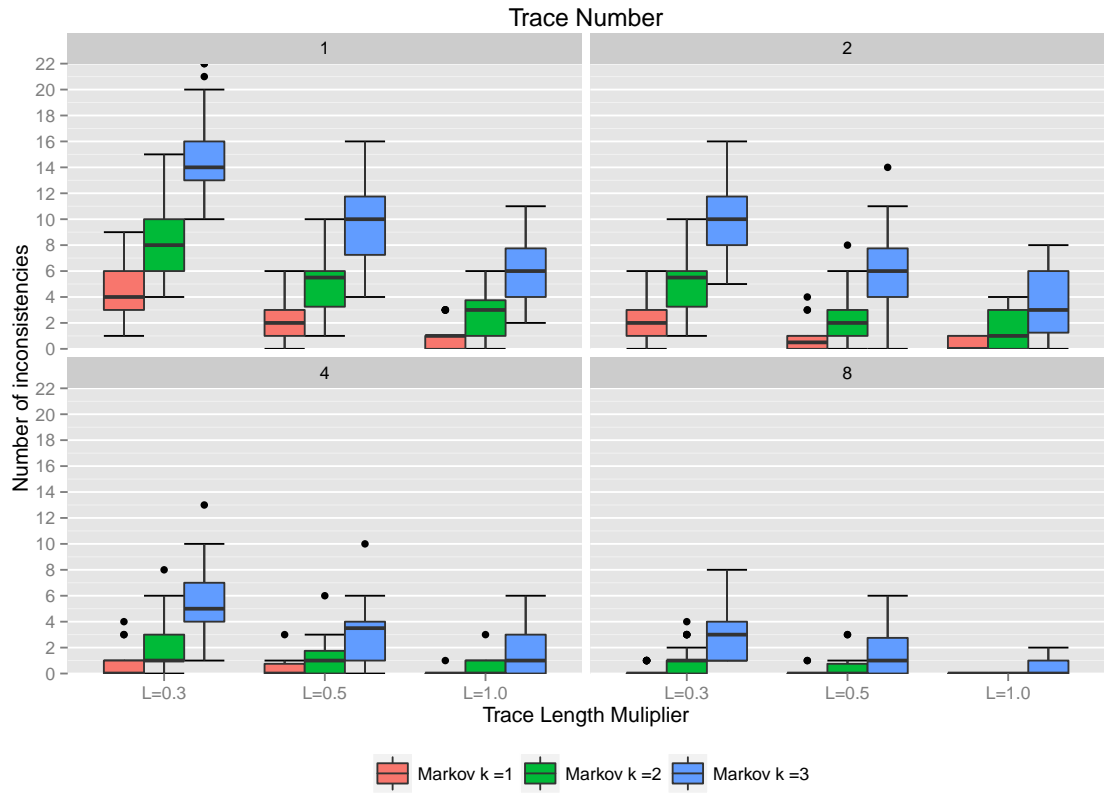 Trace Number
1
2
22
20
18
16
14
12
10
8
6
4
2
0
4
8
22
20
18
16
14
12
10
8
6
4
2
0
Number of inconsistencies
L=0.3
L=0.5
L=1.0
L=0.3
L=0.5
L=1.0
Trace Length Muliplier
Markov k =1
Markov k =2
Markov k =3